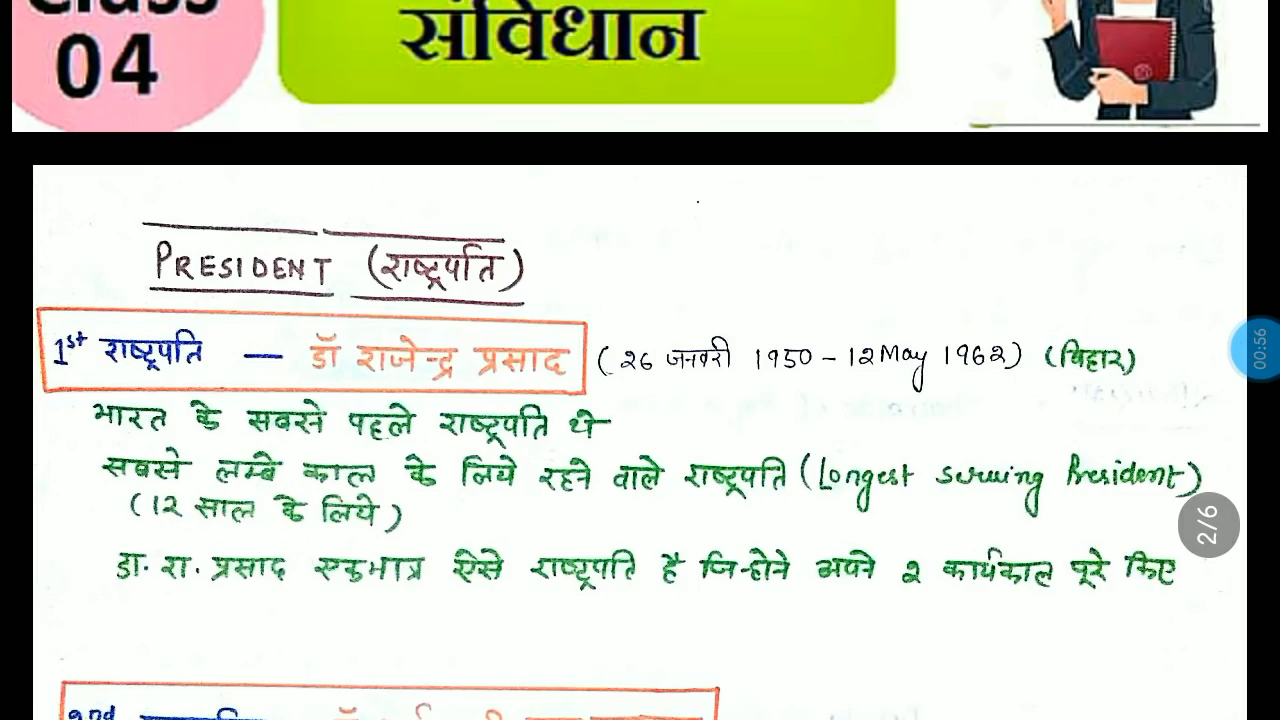 Class
04
संविधान
PRESIDENT (राष्ट्रपति)
1st राष्ट्रपति — डॉ राजेन्द्र प्रसाद (26 जनवरी 1950 - 12 May 1962) (बिहार)
भारत के सबसे पहले राष्ट्रपति थे
सबसे लम्बे काल के लिये रहने वाले राष्ट्रपति (Longest serving President)
(12 साल के लिये)
डा. रा. प्रसाद एकमात्र ऐसे राष्ट्रपति है जिन्होने अपने 2 कार्यकाल पूरे किए
2nd
00:56
2/6